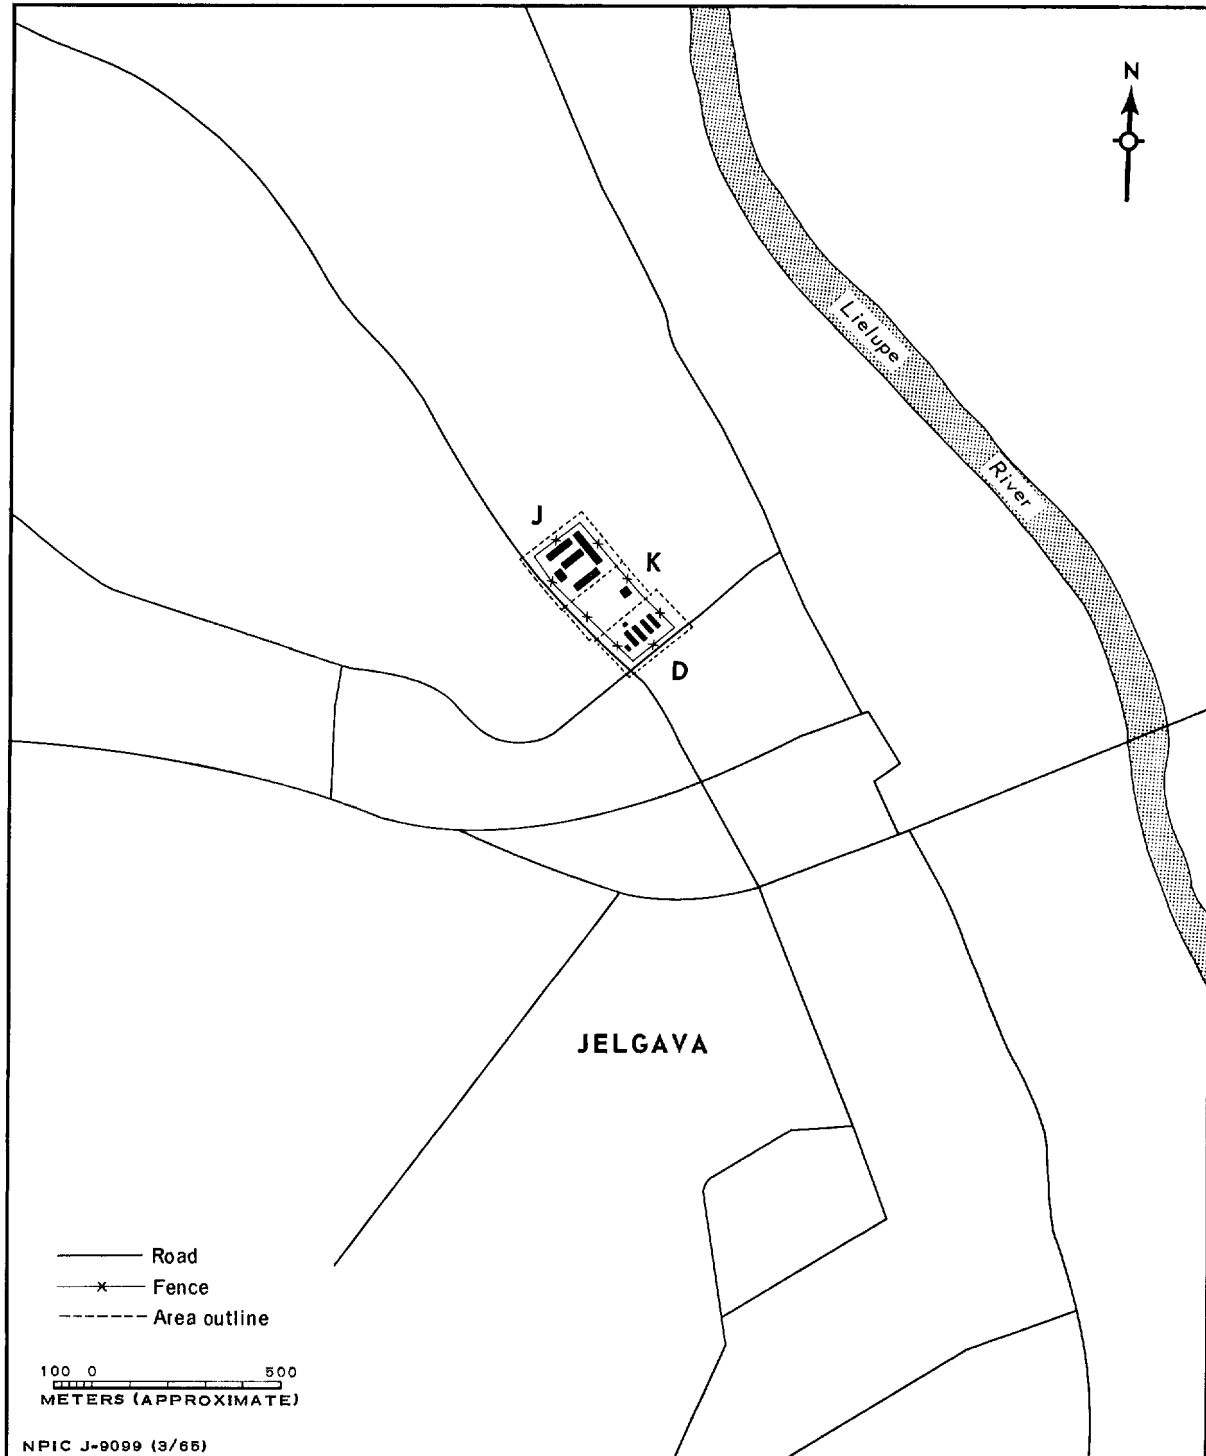 N
Lielupe
River
J
K
D
JELGAVA
Road
Fence
Area outline
100 0 500
METERS (APPROXIMATE)
NPIC J-9099 (3/65)